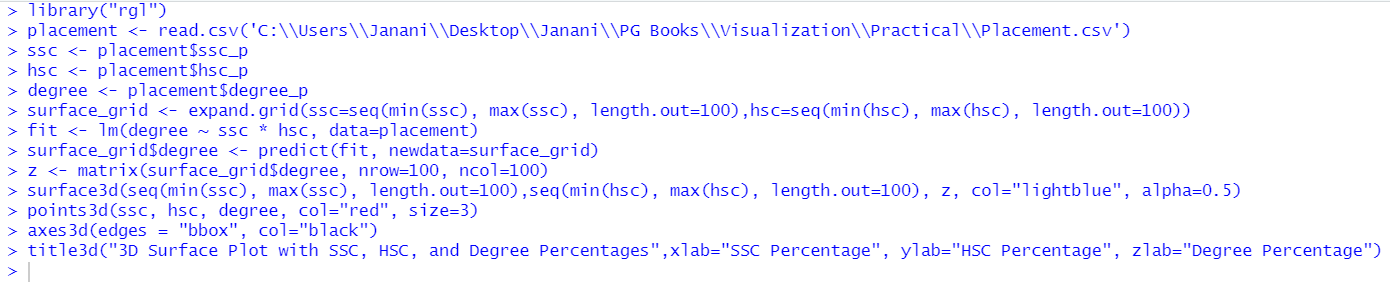 > library("rgl")
> placement <- read.csv('C:\\Users\\Janani\\Desktop\\Janani\\PG Books\\Visualization\\Practical\\Placement.csv')
> ssc <- placement$ssc_p
> hsc <- placement$hsc_p
> degree <- placement$degree_p
> surface_grid <- expand.grid(ssc=seq(min(ssc), max(ssc), length.out=100),hsc=seq(min(hsc), max(hsc), length.out=100))
> fit <- lm(degree ~ ssc * hsc, data=placement)
> surface_grid$degree <- predict(fit, newdata=surface_grid)
> z <- matrix(surface_grid$degree, nrow=100, ncol=100)
> surface3d(seq(min(ssc), max(ssc), length.out=100),seq(min(hsc), max(hsc), length.out=100), z, col="lightblue", alpha=0.5)
> points3d(ssc, hsc, degree, col="red", size=3)
> axes3d(edges = "bbox", col="black")
> title3d("3D Surface Plot with SSC, HSC, and Degree Percentages",xlab="SSC Percentage", ylab="HSC Percentage", zlab="Degree Percentage")
>